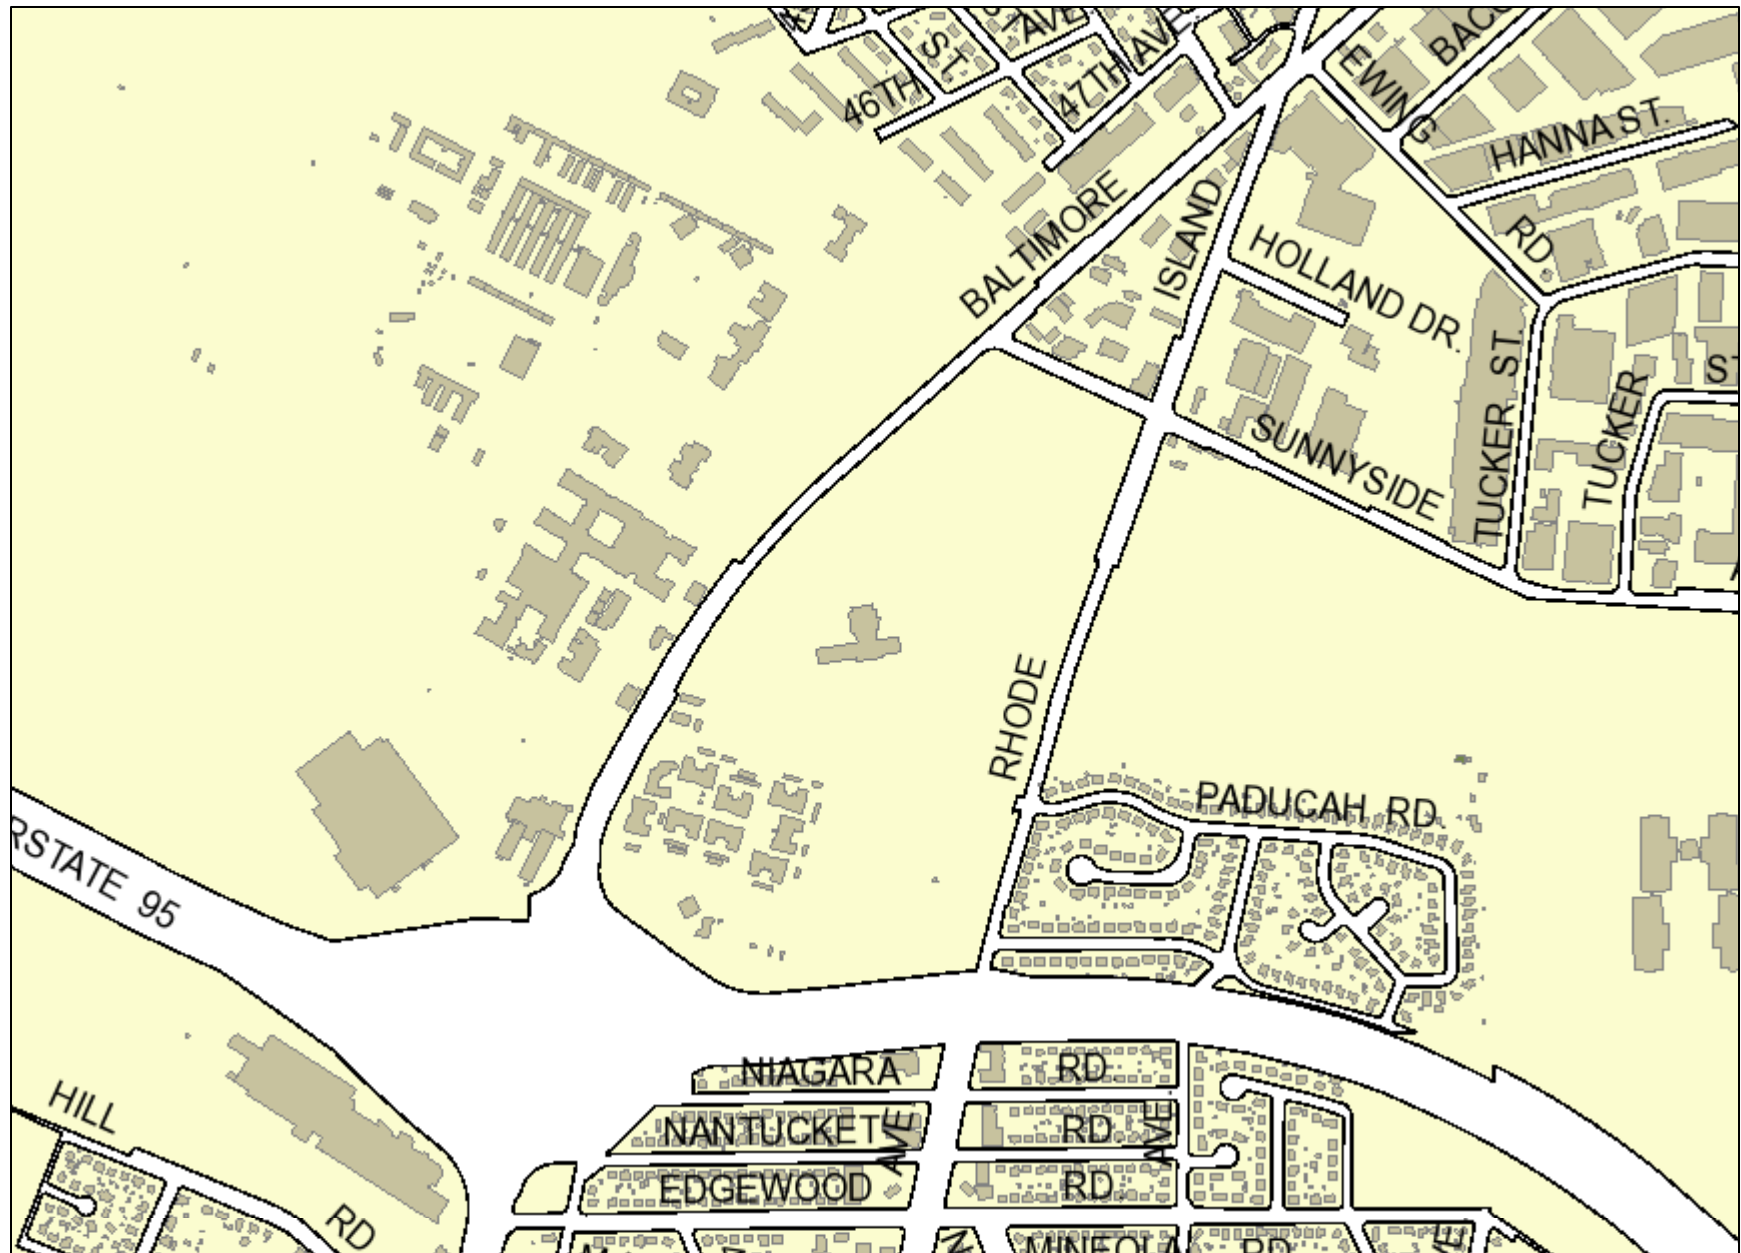 ST.
AVE
46TH
47TH AVE
EWING
RD
HANNA ST.
BALTIMORE
ISLAND
HOLLAND DR.
TUCKER ST.
TUCKER
ST
SUNNYSIDE
RHODE
PADUCAH RD
RSTATE 95
HILL
RD
NIAGARA RD
NANTUCKET RD
AVE
AVE
EDGEWOOD RD
MINEOLA RD